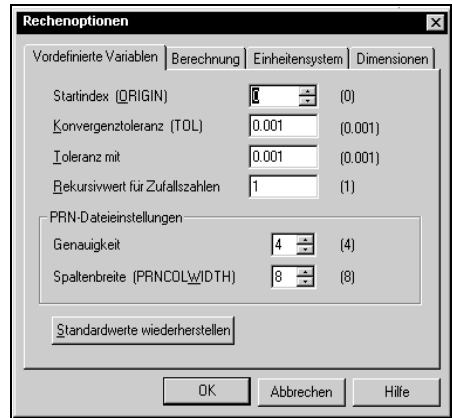 Rechenoptionen
Vordefinierte Variablen Berechnung Einheitensystem Dimensionen
Startindex (ORIGIN) 0 (0)
Konvergenztoleranz (TOL) 0.001 (0.001)
Toleranz mit 0.001 (0.001)
Rekursivwert für Zufallszahlen 1 (1)
PRN-Dateieinstellungen
Genauigkeit 4 (4)
Spaltenbreite (PRNCOLWIDTH) 8 (8)
Standardwerte wiederherstellen
OK Abbrechen Hilfe